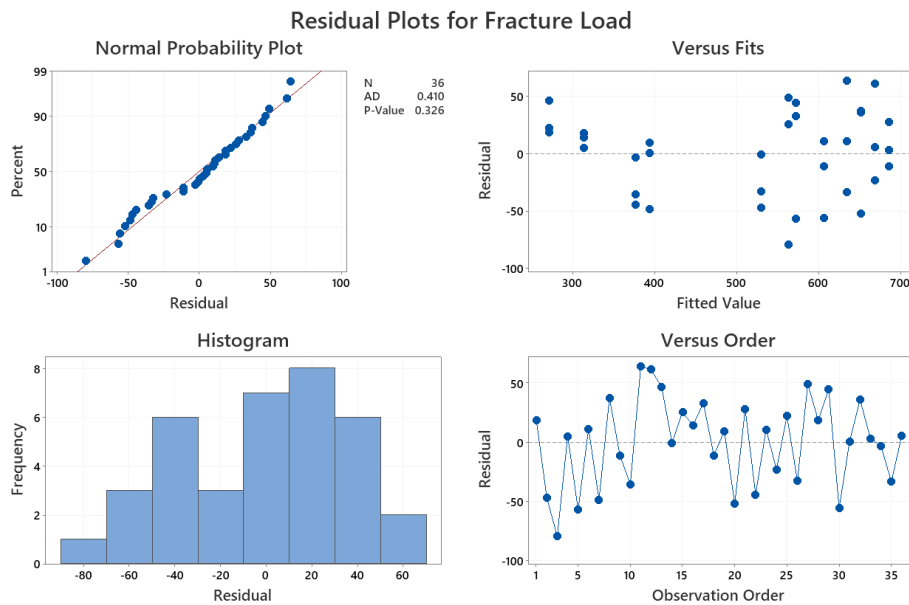 Residual Plots for Fracture Load
Normal Probability Plot
99
90
50
10
1
Percent
-100 -50 0 50 100
Residual
N 36
AD 0.410
P-Value 0.326
Versus Fits
50
0
-50
-100
Residual
300 400 500 600 700
Fitted Value
Histogram
8
6
4
2
0
Frequency
-80 -60 -40 -20 0 20 40 60
Residual
Versus Order
50
0
-50
-100
Residual
1 5 10 15 20 25 30 35
Observation Order